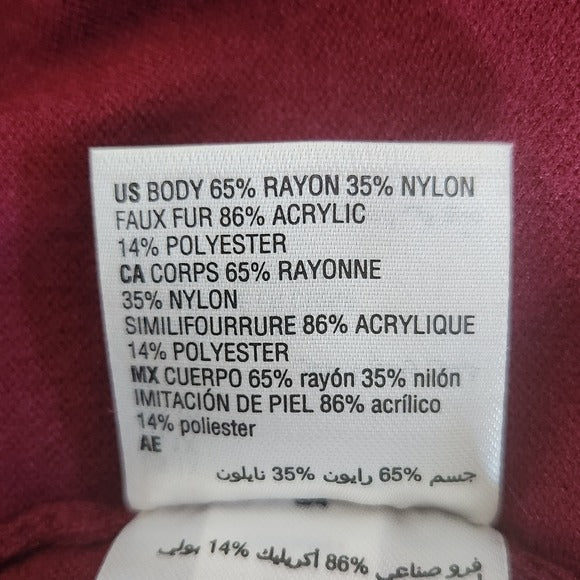 US BODY 65% RAYON 35% NYLON
FAUX FUR 86% ACRYLIC
14% POLYESTER
CA CORPS 65% RAYONNE
35% NYLON
SIMILIFOURRURE 86% ACRYLIQUE
14% POLYESTER
MX CUERPO 65% rayón 35% nilón
IMITACIÓN DE PIEL 86% acrílico
14% poliester
AE
جسم %65 رايون %35 نايلون
فرو صناعي %86 أكريليك %14 بولي